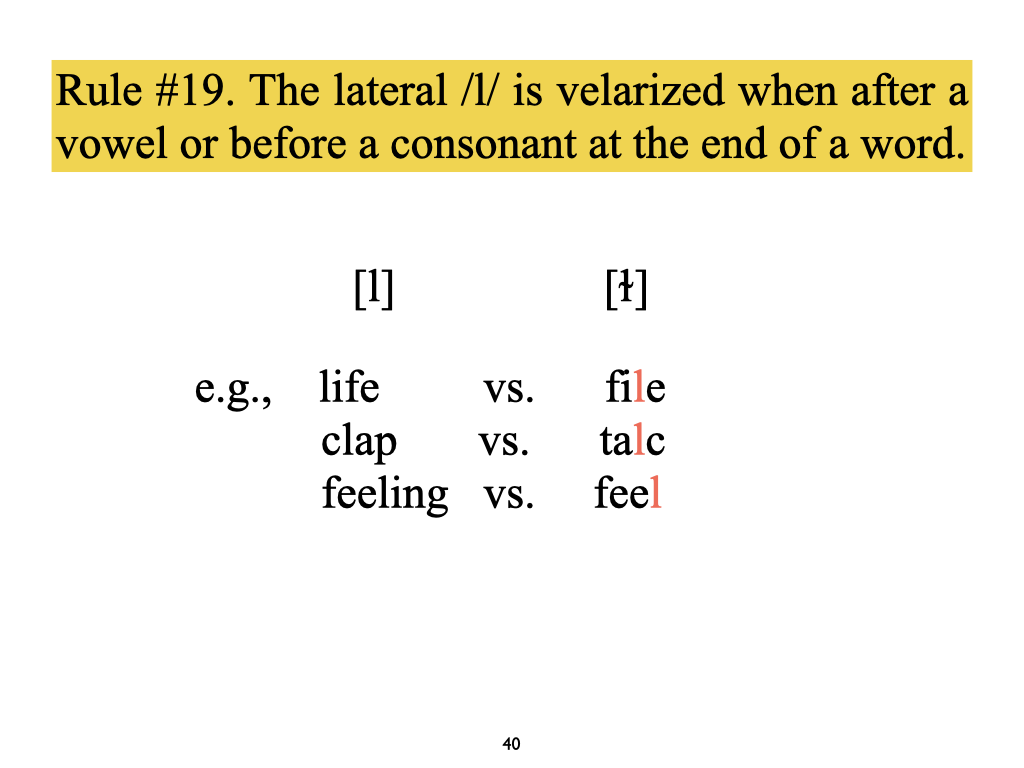 Rule #19. The lateral /l/ is velarized when after a
vowel or before a consonant at the end of a word.
[l] [ɫ]
e.g., life vs. file
clap vs. talc
feeling vs. feel
40